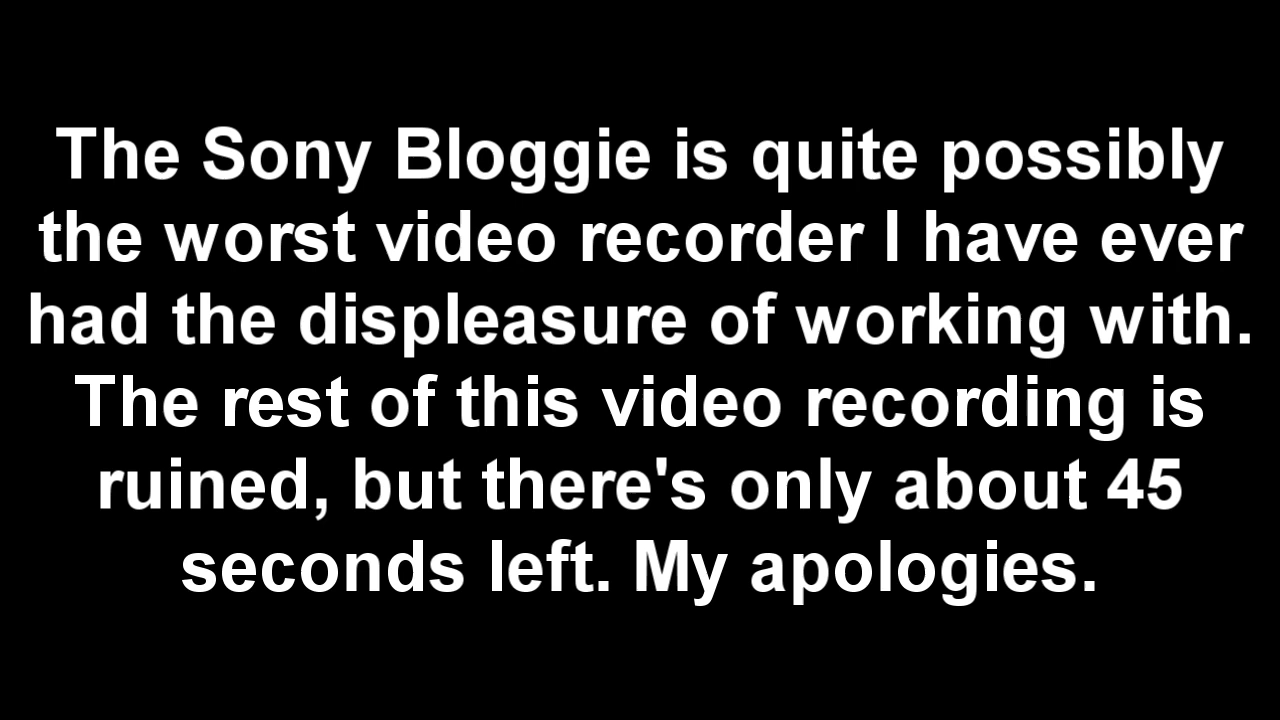 The Sony Bloggie is quite possibly
the worst video recorder I have ever
had the displeasure of working with.
The rest of this video recording is
ruined, but there's only about 45
seconds left. My apologies.